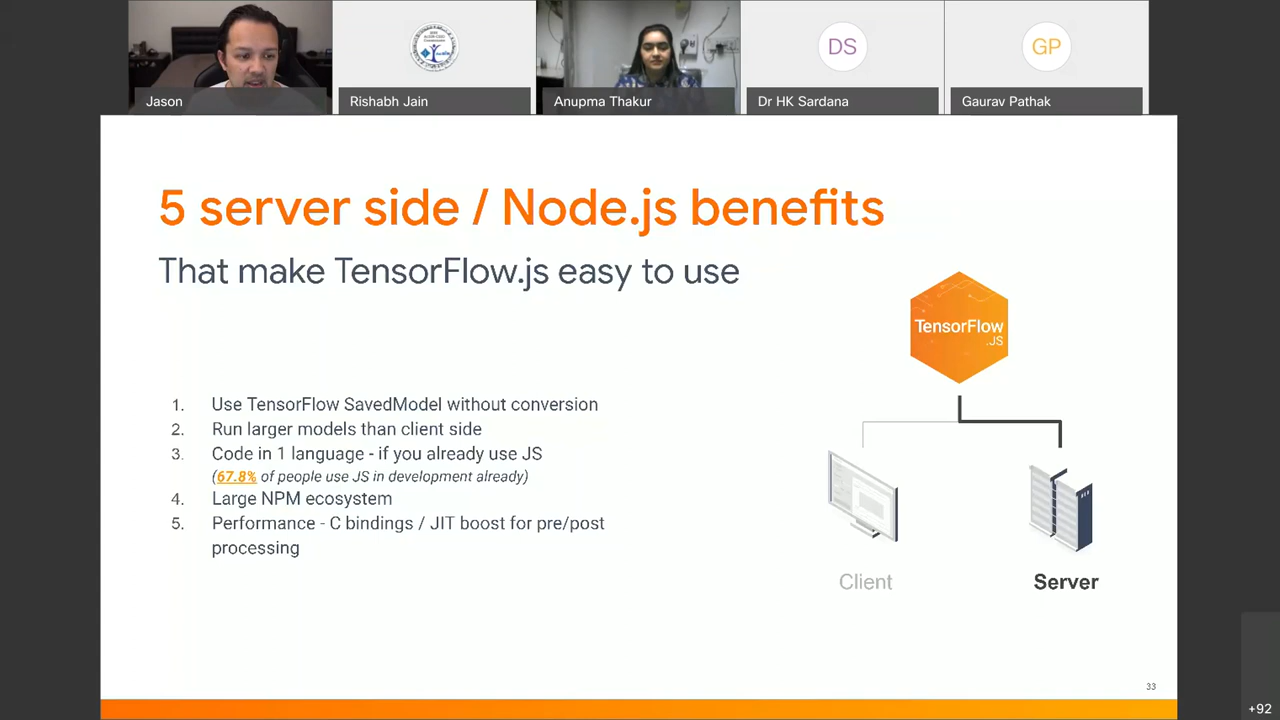 DS
GP
Jason
Rishabh Jain
Anupma Thakur
Dr HK Sardana
Gaurav Pathak
5 server side / Node.js benefits
That make TensorFlow.js easy to use
TensorFlow
.JS
1. Use TensorFlow SavedModel without conversion
2. Run larger models than client side
3. Code in 1 language - if you already use JS
(67.8% of people use JS in development already)
4. Large NPM ecosystem
5. Performance - C bindings / JIT boost for pre/post
processing
Client
Server
33
+92